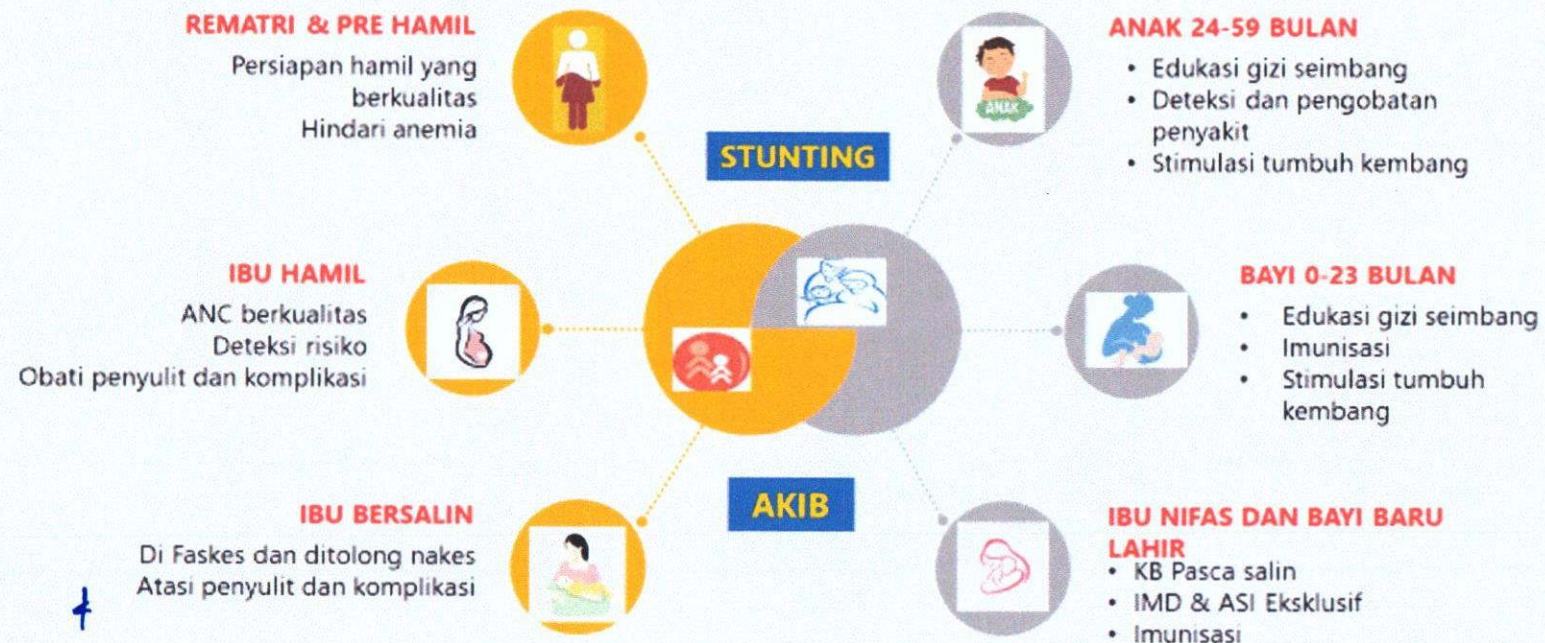 REMATRI & PRE HAMIL
Persiapan hamil yang
berkualitas
Hindari anemia
IBU HAMIL
ANC berkualitas
Deteksi risiko
Obati penyulit dan komplikasi
IBU BERSALIN
Di Faskes dan ditolong nakes
Atasi penyulit dan komplikasi
STUNTING
AKIB
ANAK 24-59 BULAN
• Edukasi gizi seimbang
• Deteksi dan pengobatan
penyakit
• Stimulasi tumbuh kembang
ANAK
BAYI 0-23 BULAN
• Edukasi gizi seimbang
• Imunisasi
• Stimulasi tumbuh
kembang
IBU NIFAS DAN BAYI BARU
LAHIR
• KB Pasca salin
• IMD & ASI Eksklusif
• Imunisasi